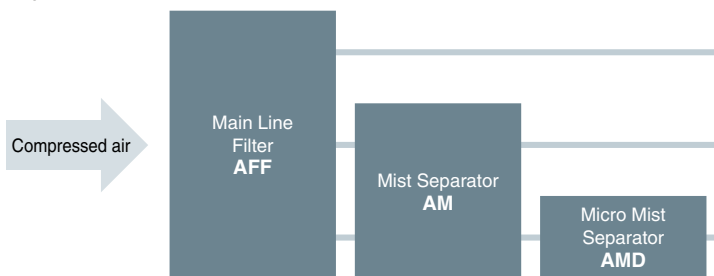 Compressed air
Main Line
Filter
AFF
Mist Separator
AM
Micro Mist
Separator
AMD